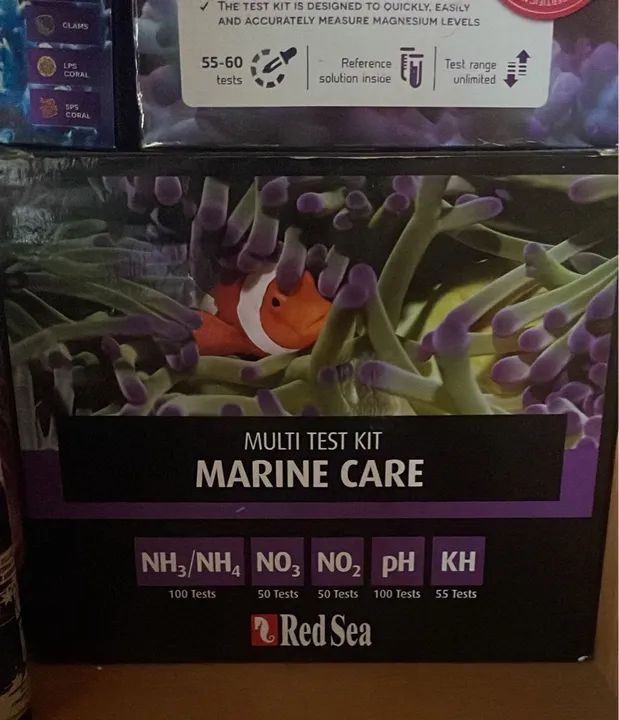 ✓ THE TEST KIT IS DESIGNED TO QUICKLY, EASILY
AND ACCURATELY MEASURE MAGNESIUM LEVELS
CLAMS
LPS
CORAL
SPS
CORAL
55-60
tests
Reference
solution inside
Test range
unlimited
MULTI TEST KIT
MARINE CARE
NH₃/NH₄ NO₃ NO₂ pH KH
100 Tests 50 Tests 50 Tests 100 Tests 55 Tests
Red Sea